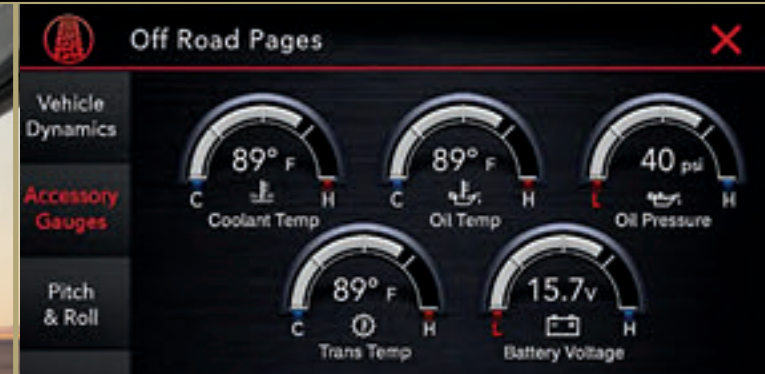 Off Road Pages
Vehicle
Dynamics
Accessory
Gauges
Pitch
& Roll
89° F
C H
Coolant Temp
89° F
C H
Oil Temp
40 psi
L H
Oil Pressure
89° F
C H
Trans Temp
15.7v
L H
Battery Voltage